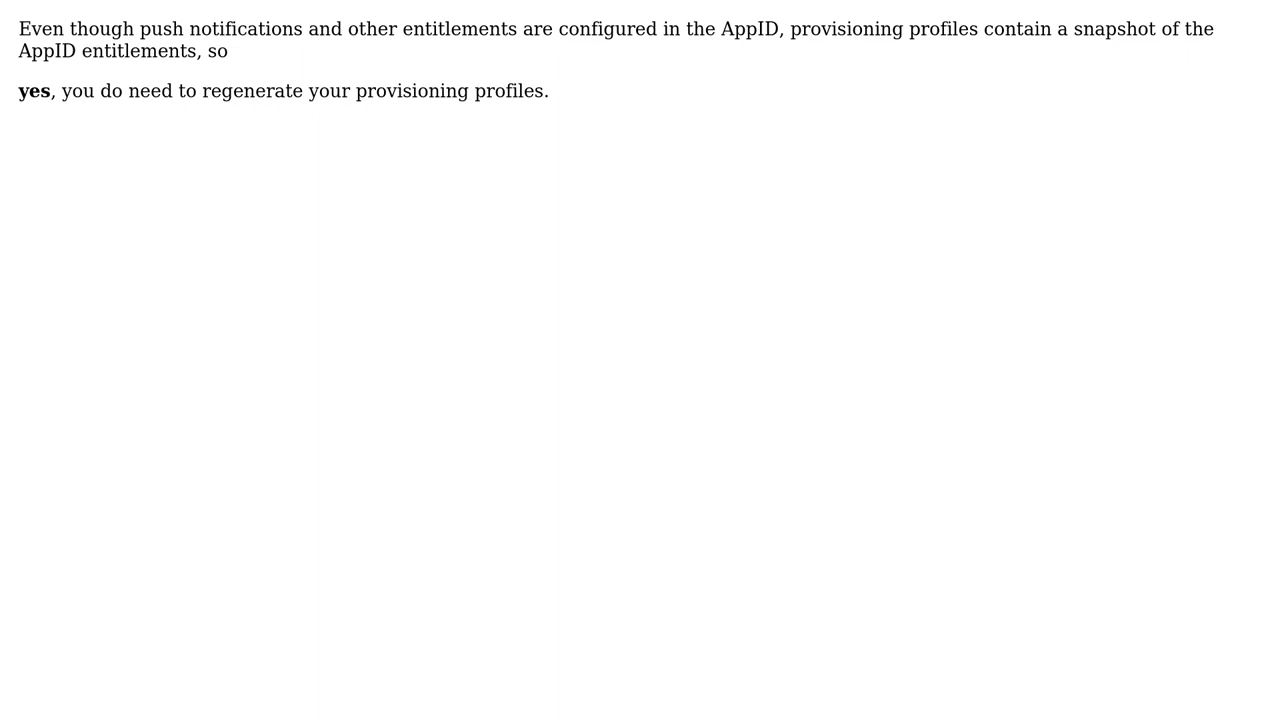 Even though push notifications and other entitlements are configured in the AppID, provisioning profiles contain a snapshot of the
AppID entitlements, so
yes, you do need to regenerate your provisioning profiles.